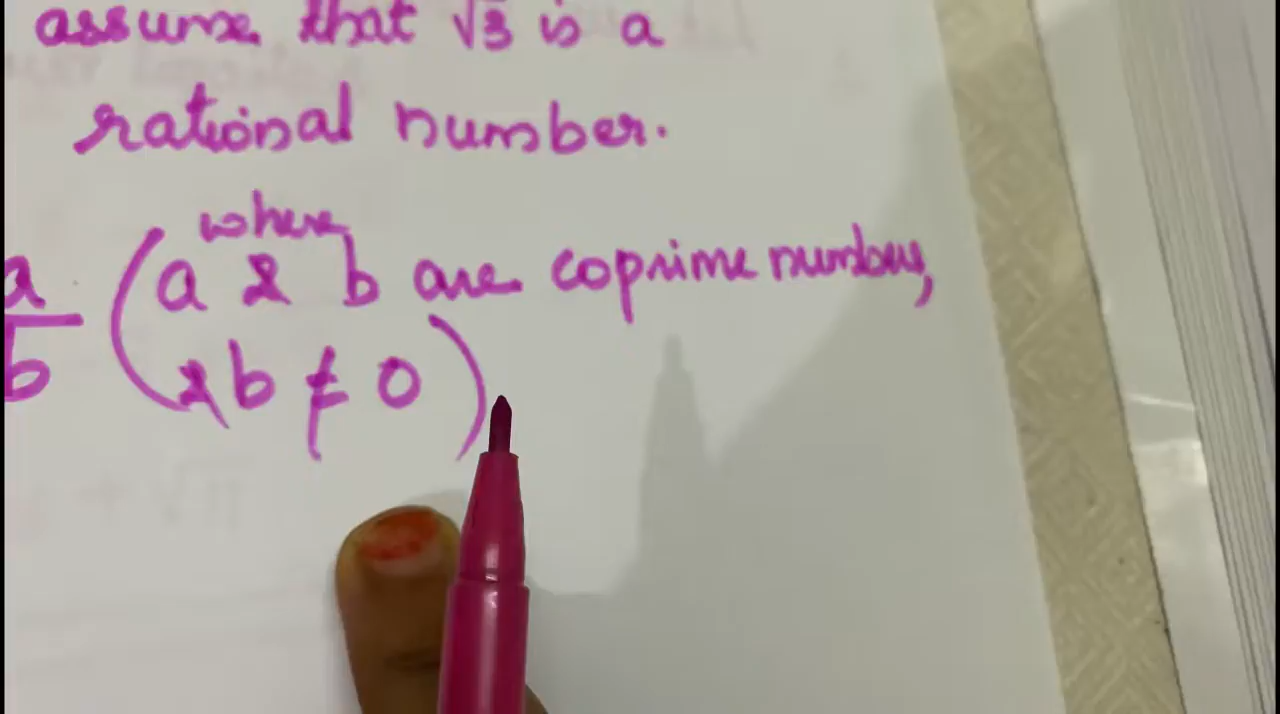 assume that √3 is a
rational number.
where
a/b (a & b are coprime numbers,
& b ≠ 0)